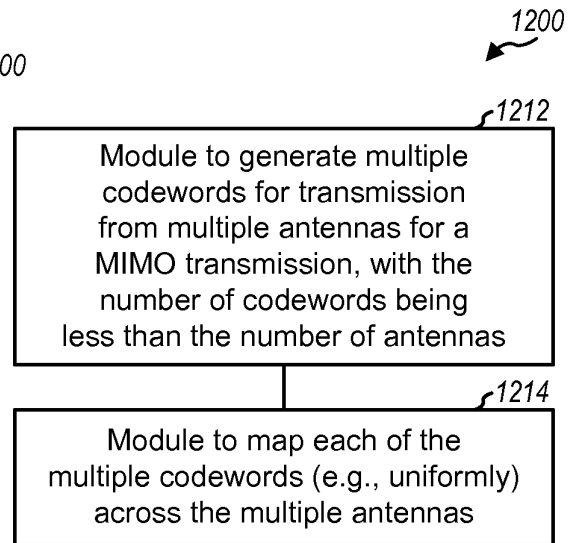 1200
00
1212
Module to generate multiple
codewords for transmission
from multiple antennas for a
MIMO transmission, with the
number of codewords being
less than the number of antennas
1214
Module to map each of the
multiple codewords (e.g., uniformly)
across the multiple antennas